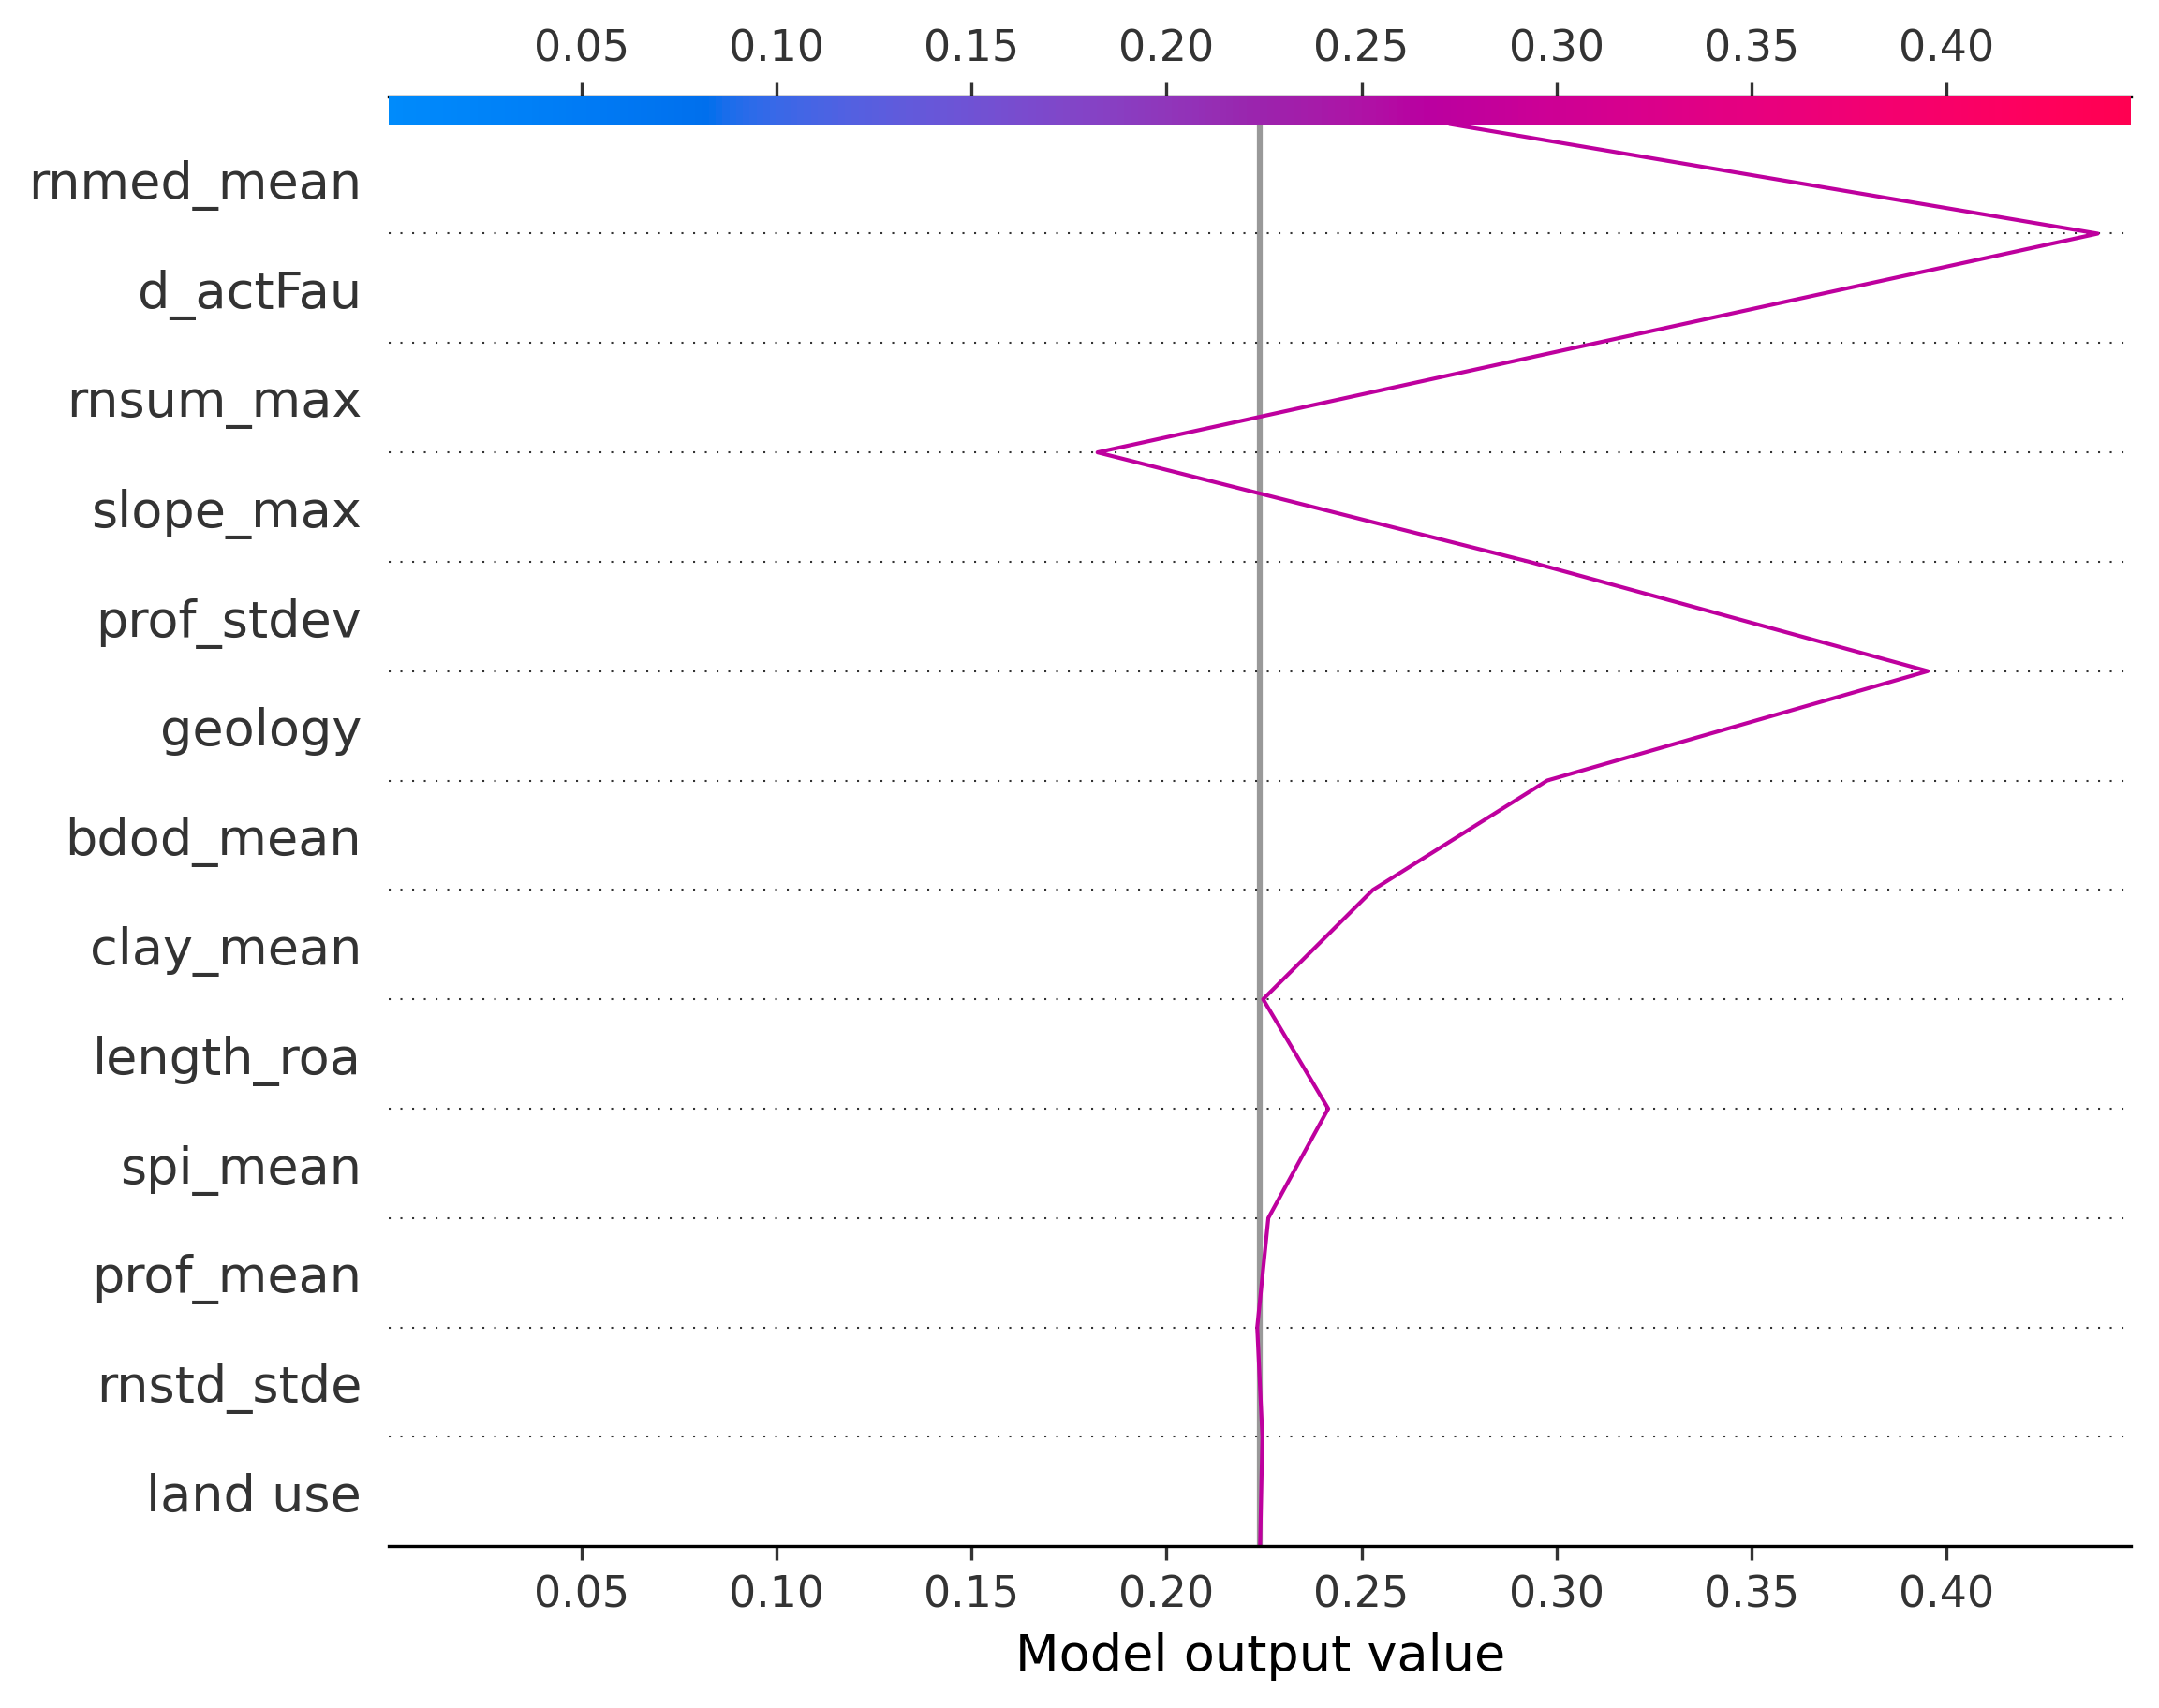 0.05 0.10 0.15 0.20 0.25 0.30 0.35 0.40
rnmed_mean
d_actFau
rnsum_max
slope_max
prof_stdev
geology
bdod_mean
clay_mean
length_roa
spi_mean
prof_mean
rnstd_stde
land use
0.05 0.10 0.15 0.20 0.25 0.30 0.35 0.40
Model output value